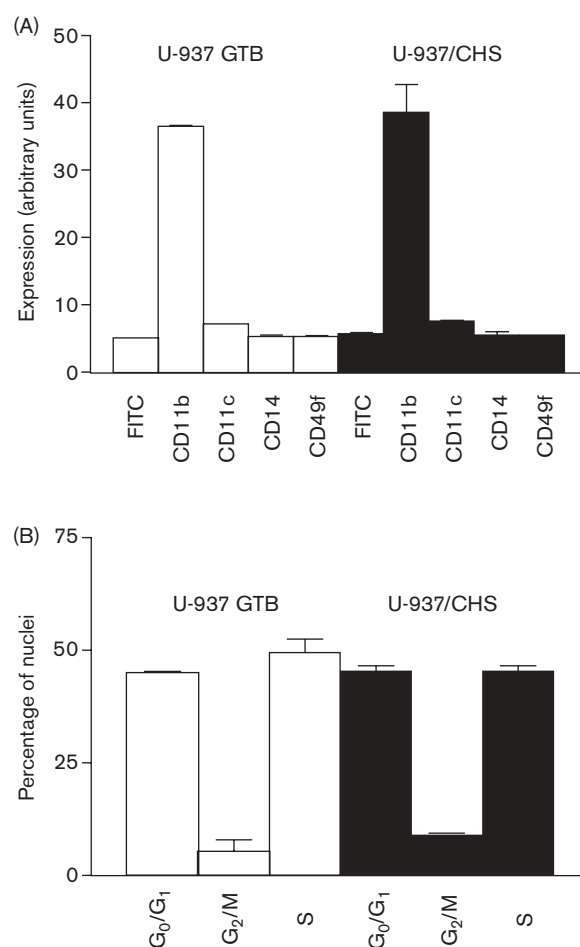 (A)
50
U-937 GTB
U-937/CHS
40
30
20
10
0
Expression (arbitrary units)
FITC
CD11b
CD11c
CD14
CD49f
FITC
CD11b
CD11c
CD14
CD49f
(B)
75
U-937 GTB
U-937/CHS
50
25
0
Percentage of nuclei
G₀/G₁
G₂/M
S
G₀/G₁
G₂/M
S